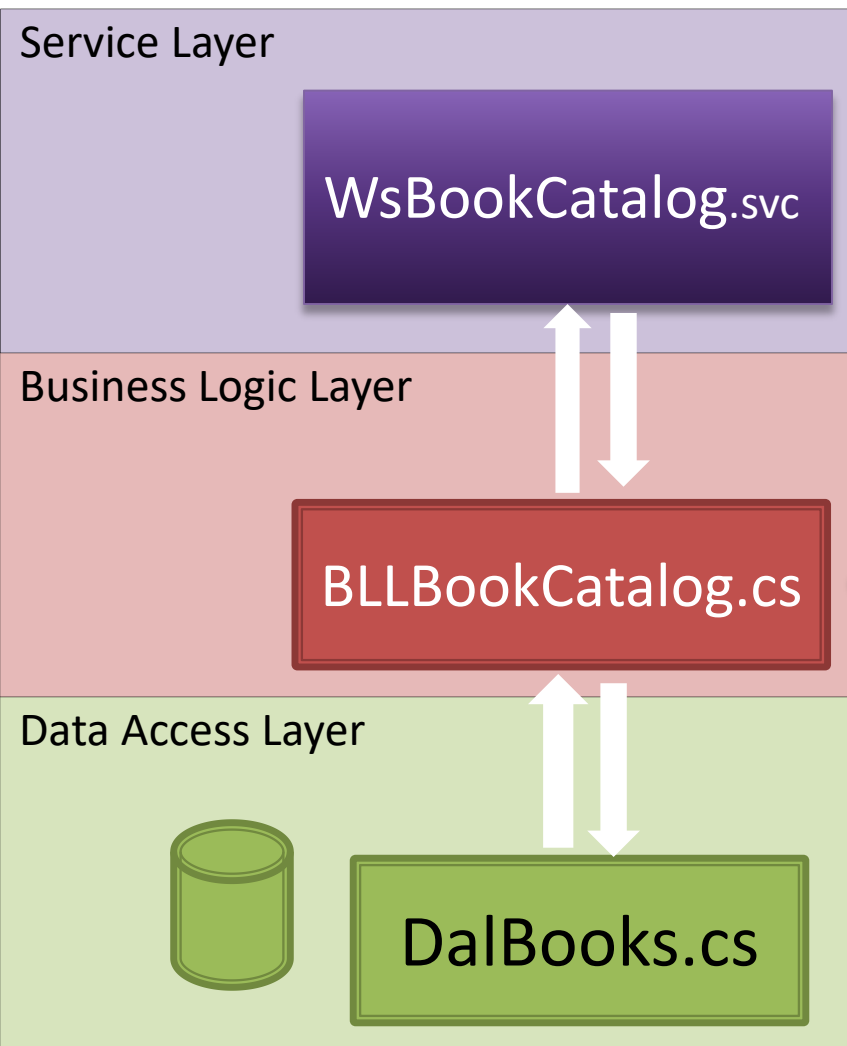 Service Layer
WsBookCatalog.svc
Business Logic Layer
BLLBookCatalog.cs
Data Access Layer
DalBooks.cs